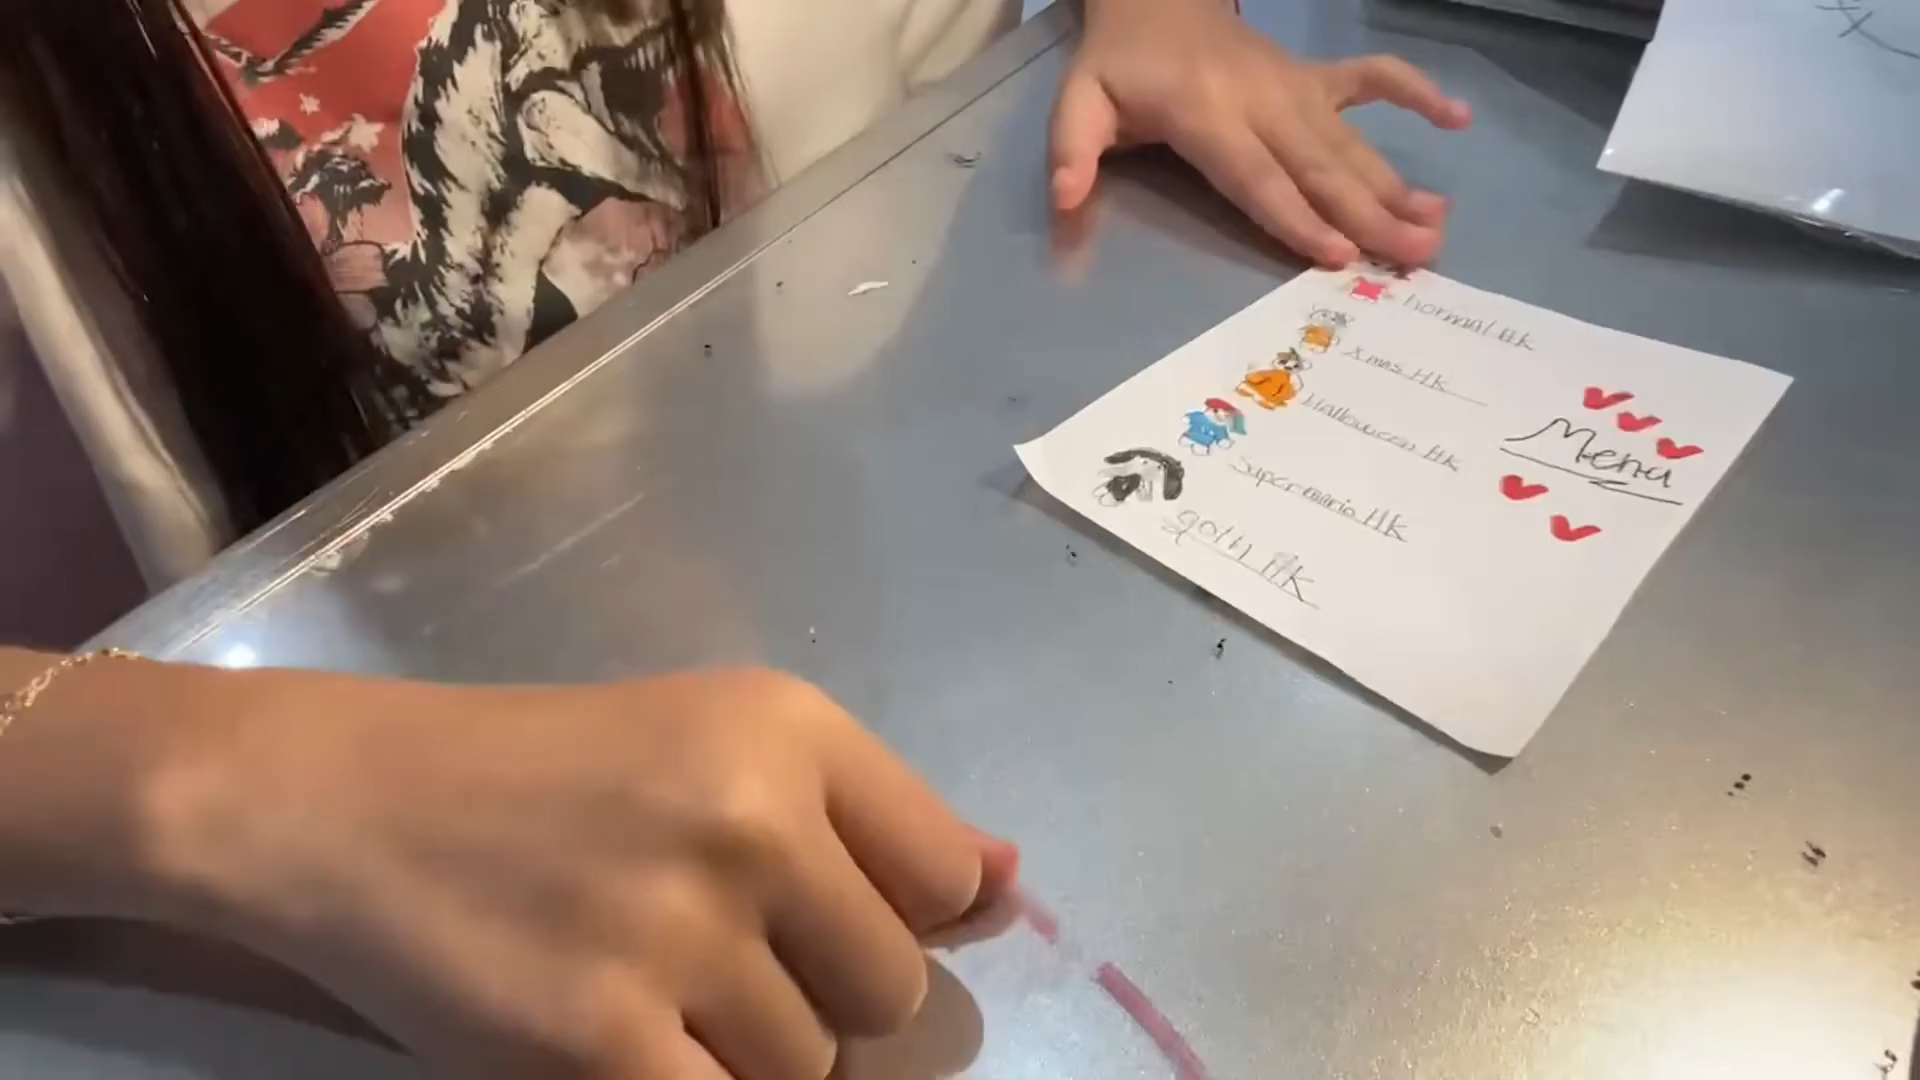 Menu
normal HK
Xmas HK
Halloween HK
Supermario HK
goth HK